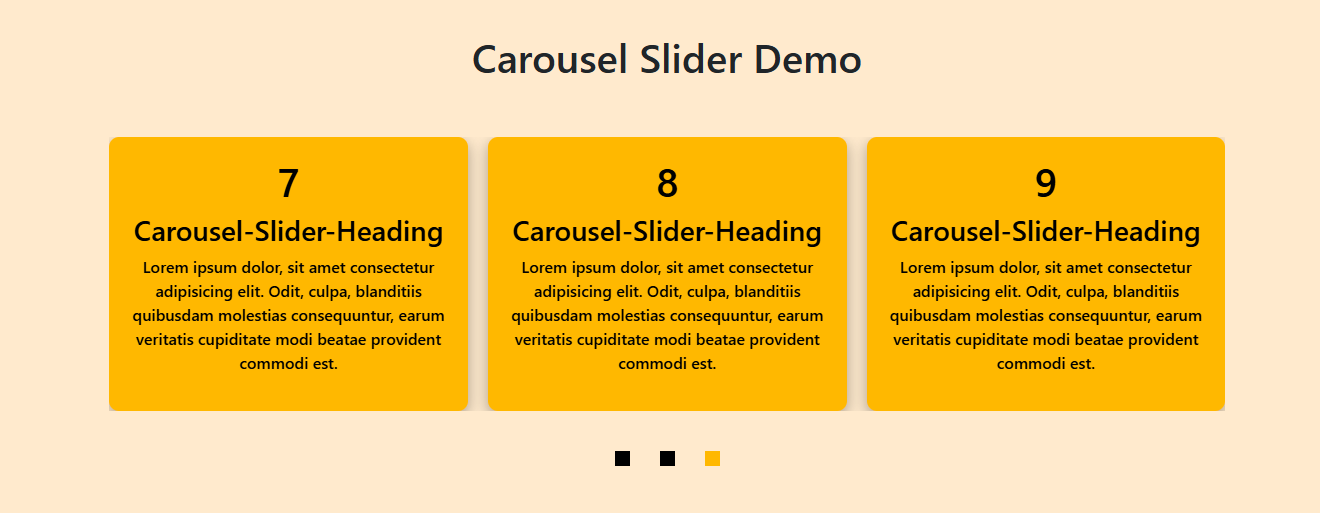 Carousel Slider Demo
7
Carousel-Slider-Heading
Lorem ipsum dolor, sit amet consectetur
adipisicing elit. Odit, culpa, blanditiis
quibusdam molestias consequuntur, earum
veritatis cupiditate modi beatae provident
commodi est.
8
Carousel-Slider-Heading
Lorem ipsum dolor, sit amet consectetur
adipisicing elit. Odit, culpa, blanditiis
quibusdam molestias consequuntur, earum
veritatis cupiditate modi beatae provident
commodi est.
9
Carousel-Slider-Heading
Lorem ipsum dolor, sit amet consectetur
adipisicing elit. Odit, culpa, blanditiis
quibusdam molestias consequuntur, earum
veritatis cupiditate modi beatae provident
commodi est.